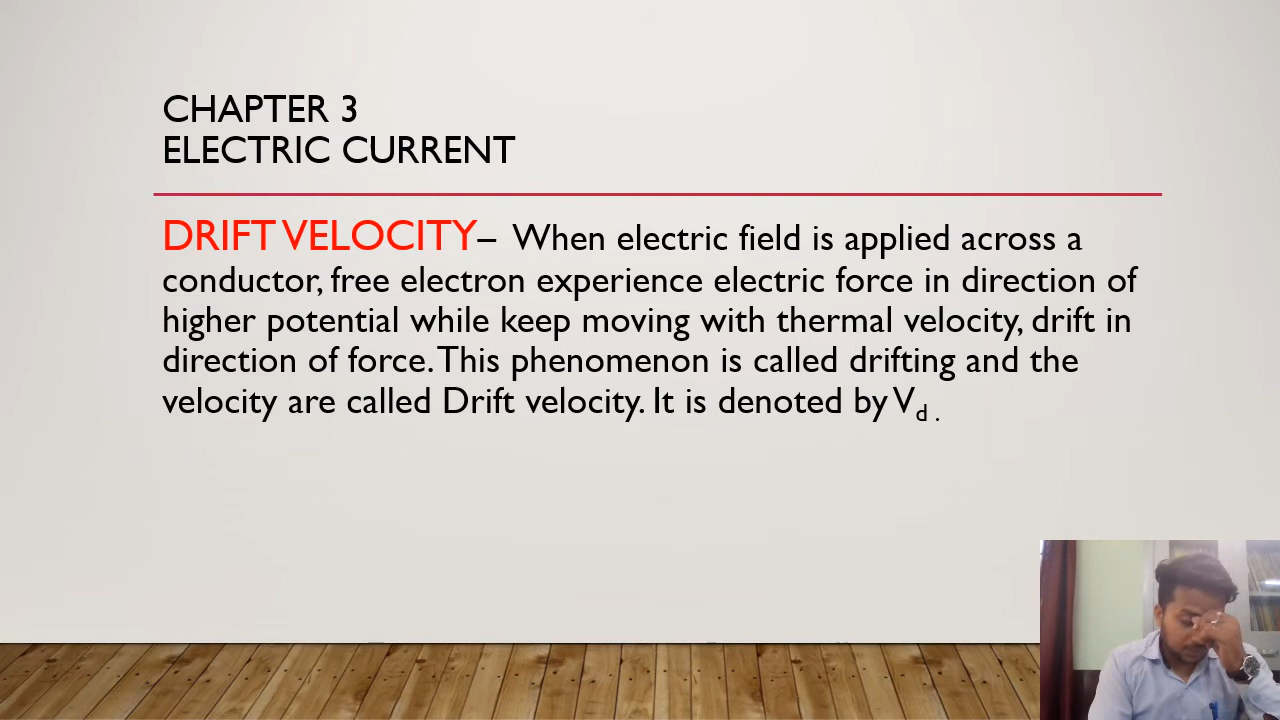 CHAPTER 3
ELECTRIC CURRENT
DRIFT VELOCITY– When electric field is applied across a
conductor, free electron experience electric force in direction of
higher potential while keep moving with thermal velocity, drift in
direction of force. This phenomenon is called drifting and the
velocity are called Drift velocity. It is denoted by Vd .